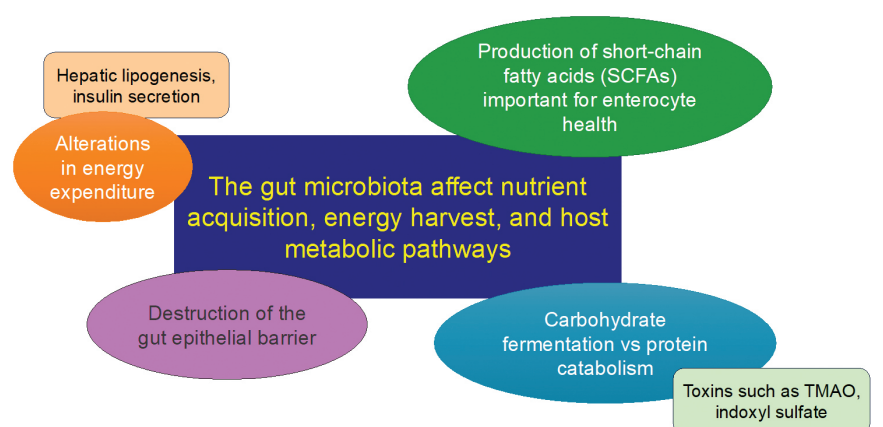 Production of short-chain
fatty acids (SCFAs)
important for enterocyte
health
Hepatic lipogenesis,
insulin secretion
Alterations
in energy
expenditure
The gut microbiota affect nutrient
acquisition, energy harvest, and host
metabolic pathways
Destruction of the
gut epithelial barrier
Carbohydrate
fermentation vs protein
catabolism
Toxins such as TMAO,
indoxyl sulfate